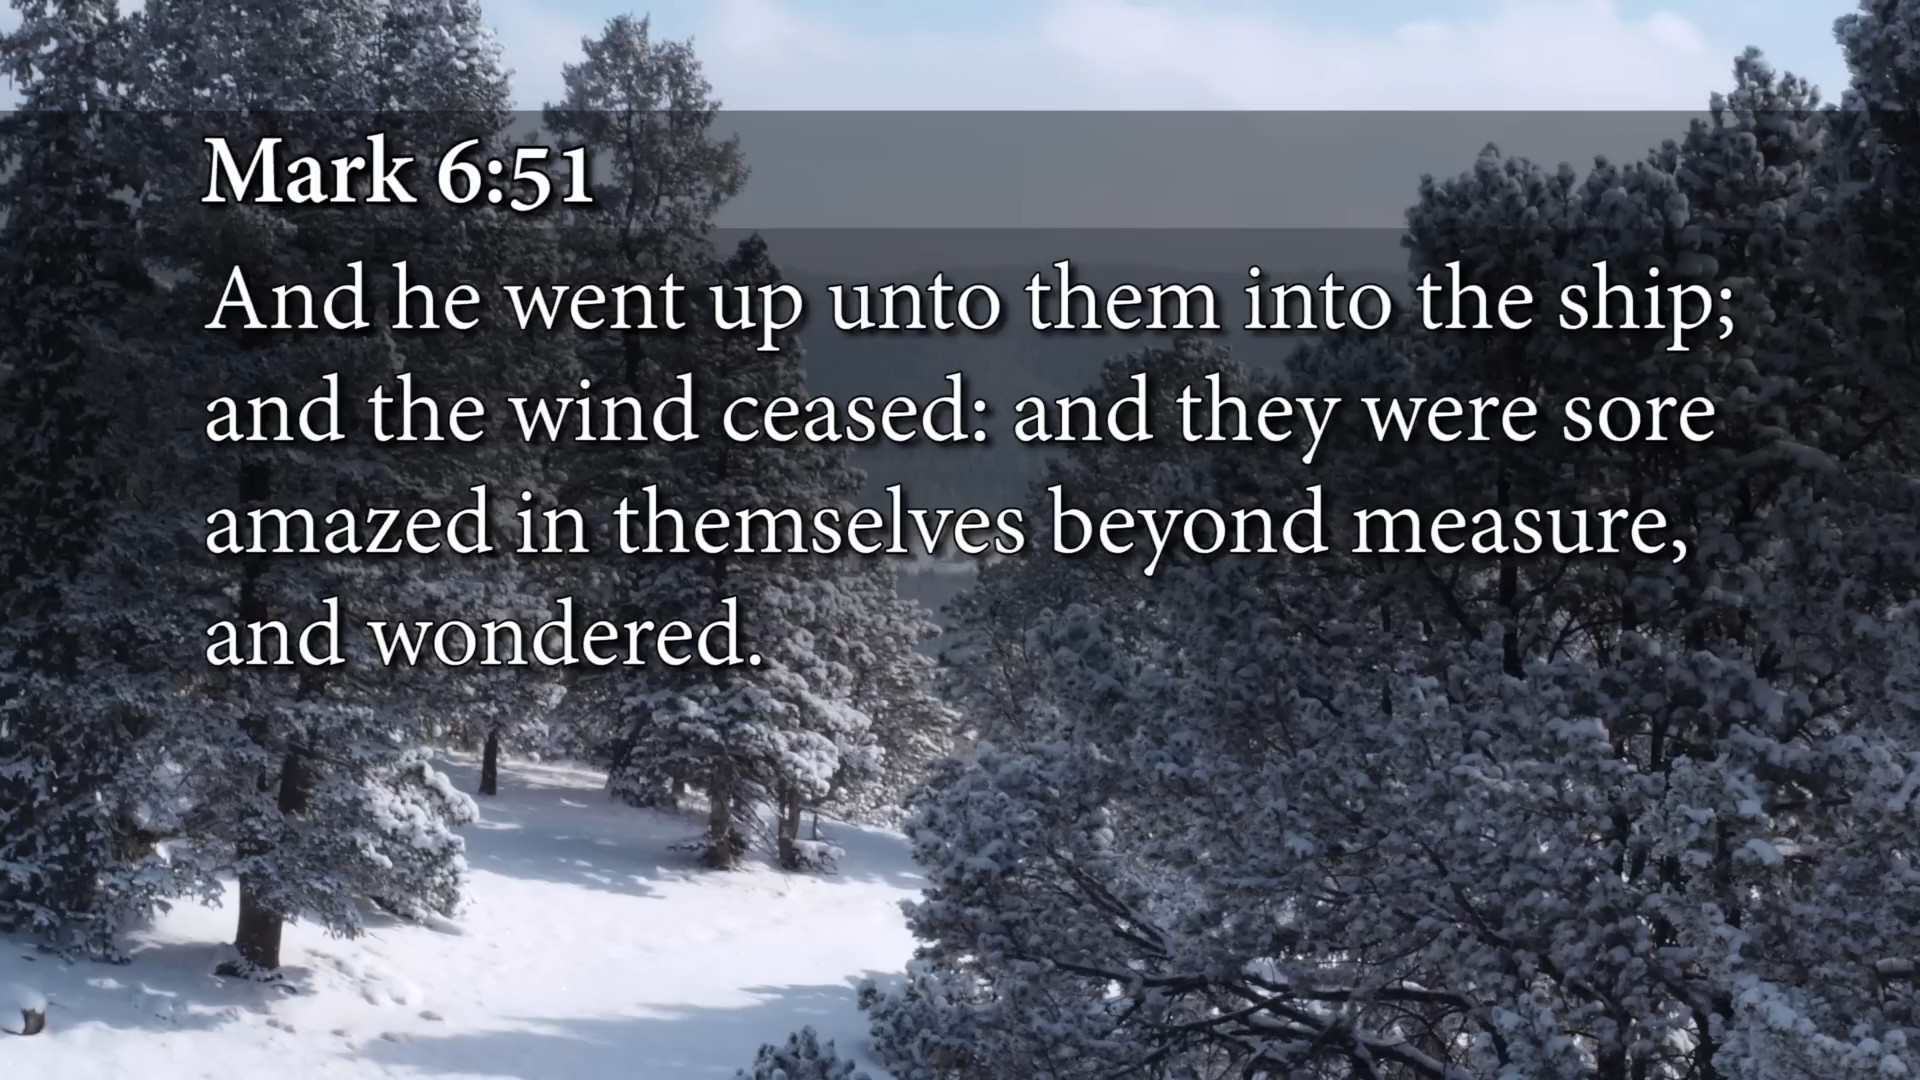 Mark 6:51
And he went up unto them into the ship;
and the wind ceased: and they were sore
amazed in themselves beyond measure,
and wondered.